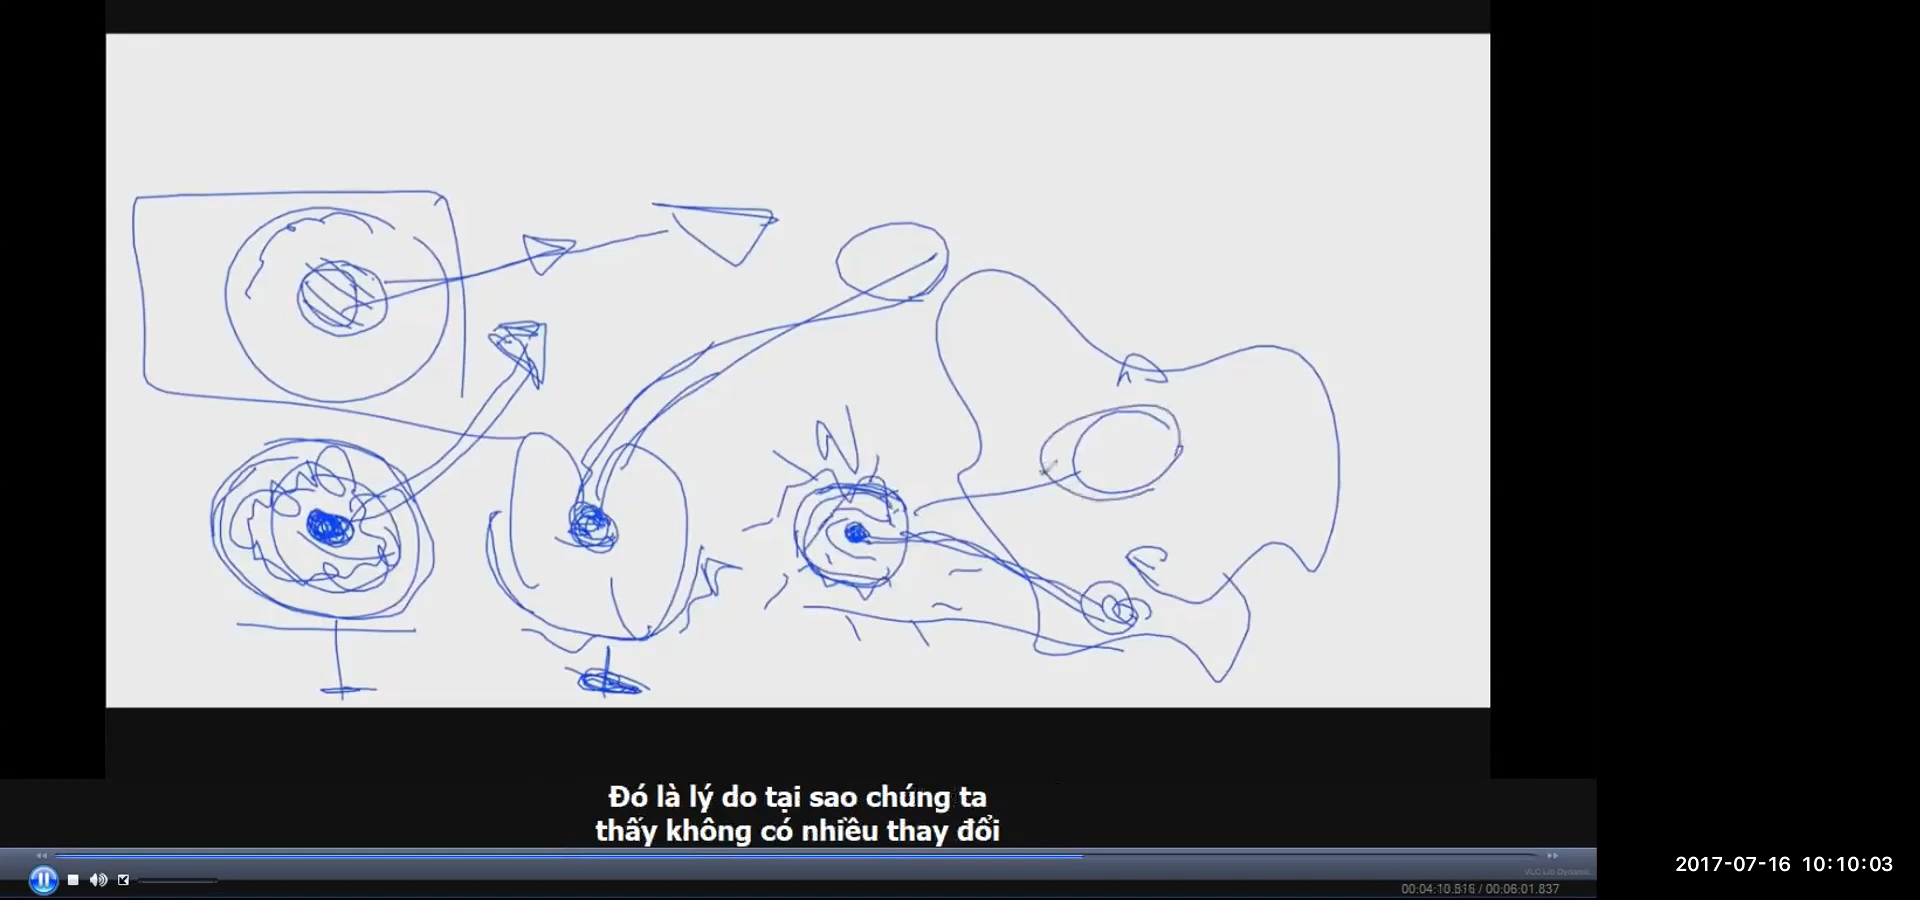 Đó là lý do tại sao chúng ta
thấy không có nhiều thay đổi
2017-07-16 10:10:03
00:04:10.816 / 00:06:01.837